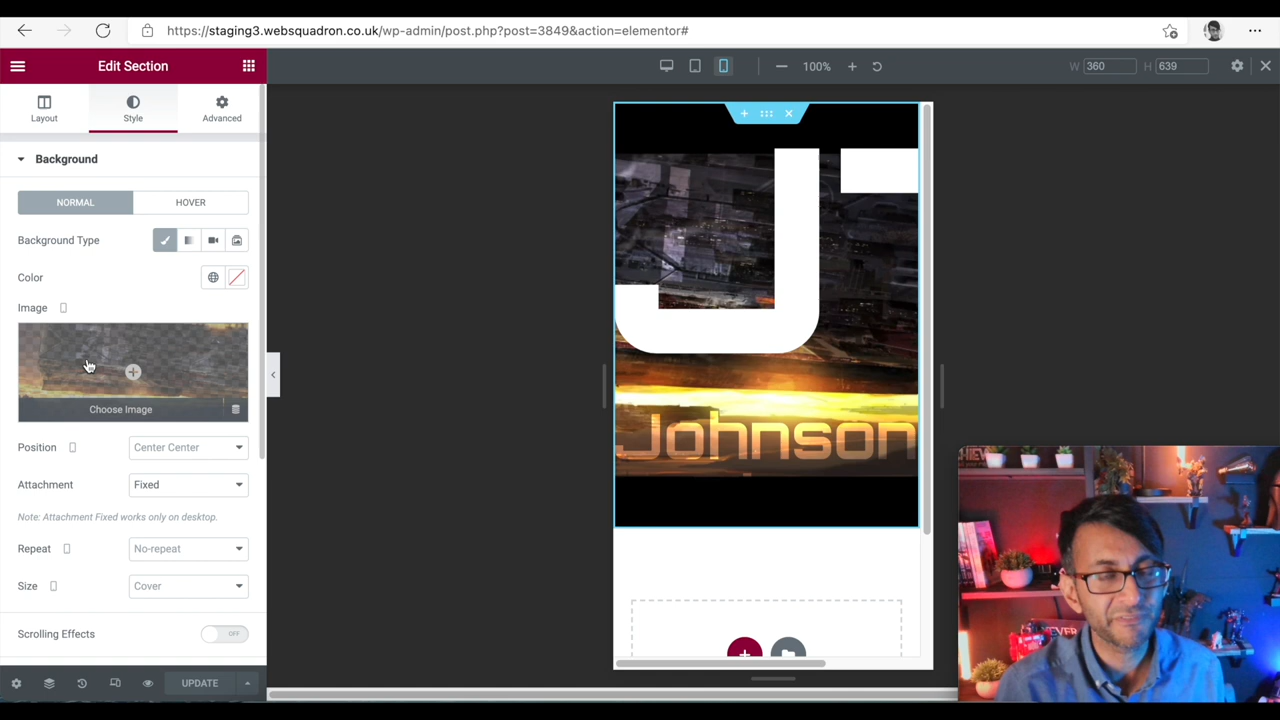 https://staging3.websquadron.co.uk/wp-admin/post.php?post=3849&action=elementor#
Edit Section
100%
W 360
H 639
Layout
Style
Advanced
Background
NORMAL
HOVER
Background Type
Color
Image
Choose Image
Position
Center Center
Attachment
Fixed
Note: Attachment Fixed works only on desktop.
Repeat
No-repeat
Size
Cover
Scrolling Effects
OFF
UPDATE
J
Johnson